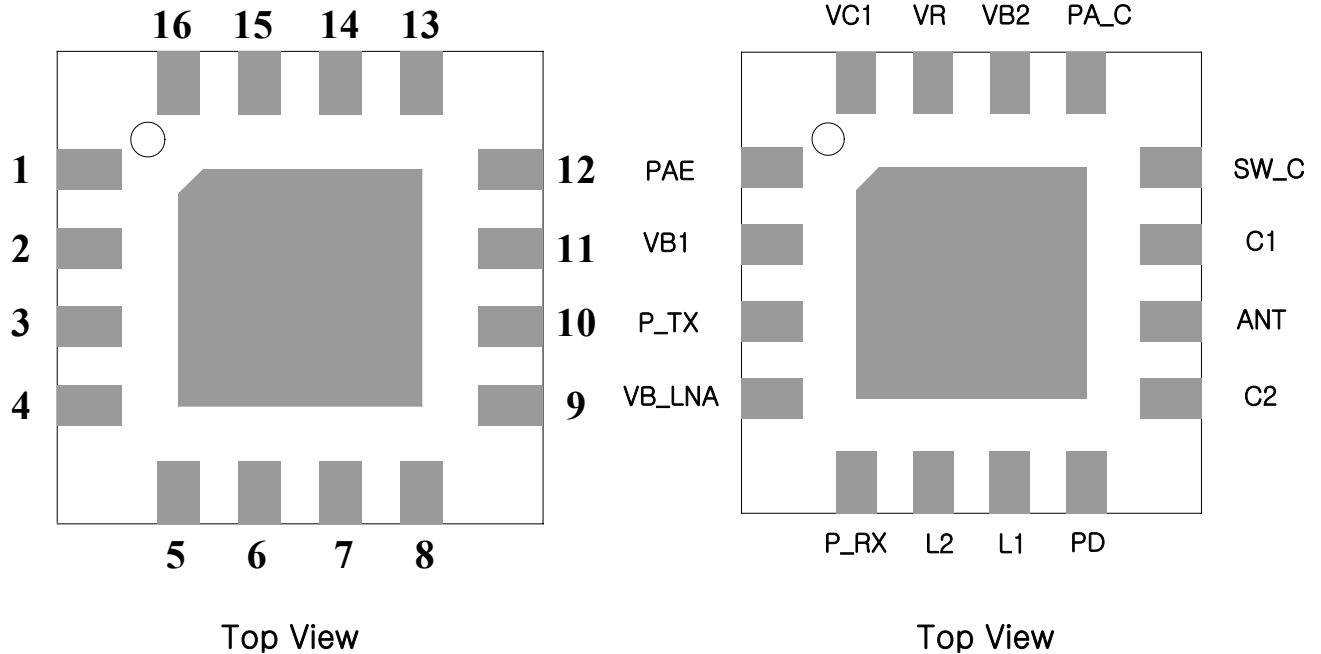 16 15 14 13
1 12
2 11
3 10
4 9
5 6 7 8
Top View
VC1 VR VB2 PA_C
PAE SW_C
VB1 C1
P_TX ANT
VB_LNA C2
P_RX L2 L1 PD
Top View